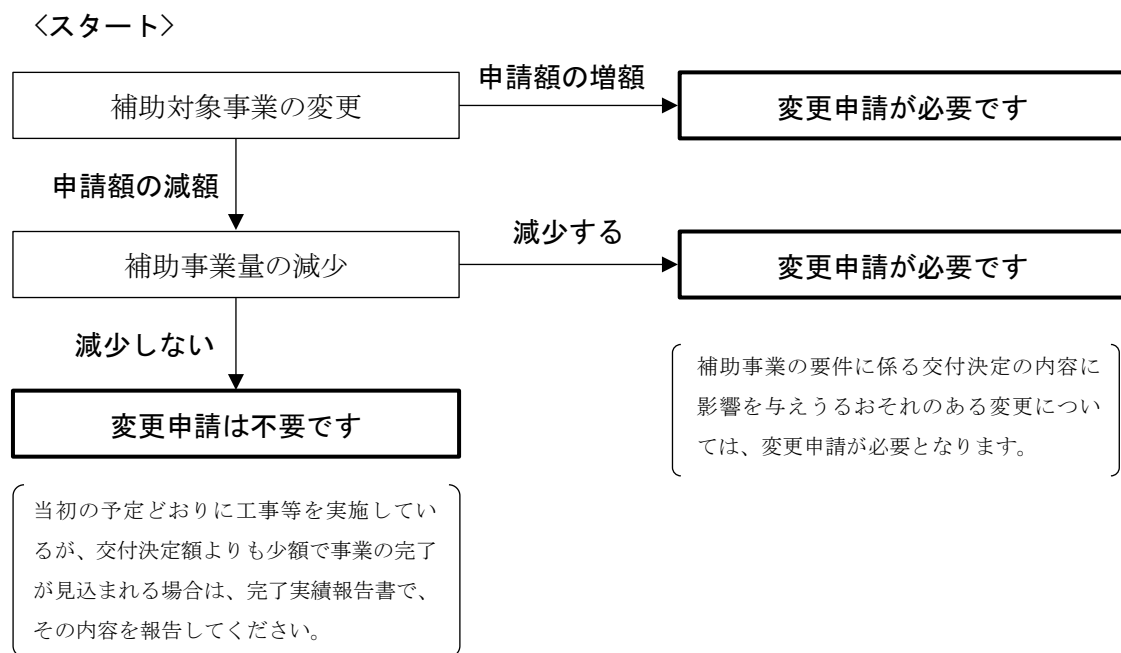 〈スタート〉
補助対象事業の変更
申請額の増額
変更申請が必要です
申請額の減額
補助事業量の減少
減少する
変更申請が必要です
減少しない
変更申請は不要です
補助事業の要件に係る交付決定の内容に
影響を与えうるおそれのある変更につい
ては、変更申請が必要となります。
当初の予定どおりに工事等を実施してい
るが、交付決定額よりも少額で事業の完了
が見込まれる場合は、完了実績報告書で、
その内容を報告してください。